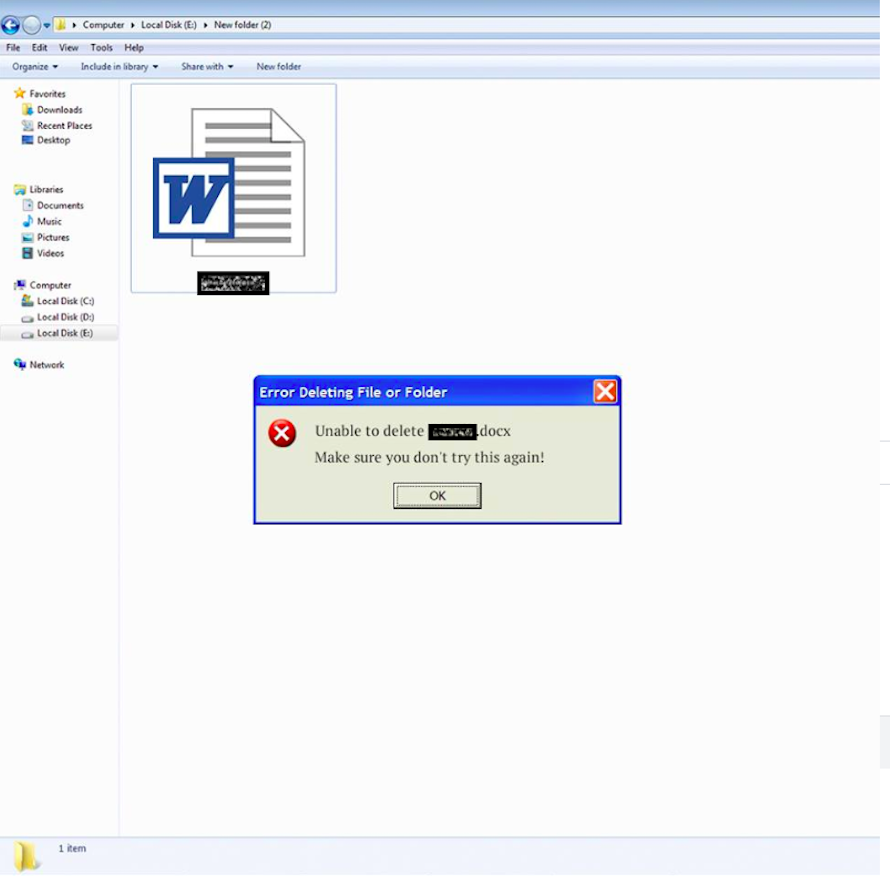 Computer ▸ Local Disk (E:) ▸ New folder (2)
File Edit View Tools Help
Organize Include in library Share with New folder
Favorites
Downloads
Recent Places
Desktop
Libraries
Documents
Music
Pictures
Videos
Computer
Local Disk (C:)
Local Disk (D:)
Local Disk (E:)
Network
W
Error Deleting File or Folder
Unable to delete .docx
Make sure you don't try this again!
OK
1 item